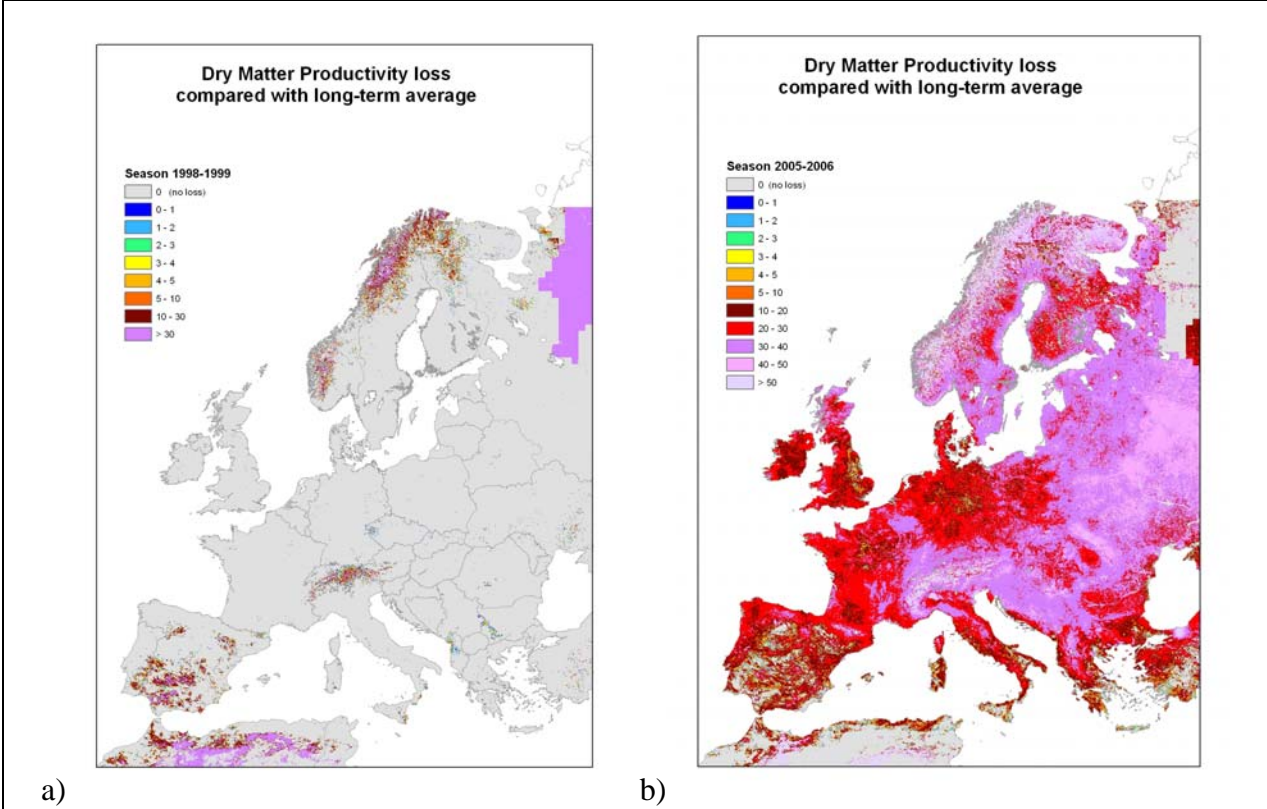 Dry Matter Productivity loss
compared with long-term average
Season 1998-1999
0 (no loss)
0 - 1
1 - 2
2 - 3
3 - 4
4 - 5
5 - 10
10 - 30
> 30
a)
Dry Matter Productivity loss
compared with long-term average
Season 2005-2006
0 (no loss)
0 - 1
1 - 2
2 - 3
3 - 4
4 - 5
5 - 10
10 - 20
20 - 30
30 - 40
40 - 50
> 50
b)